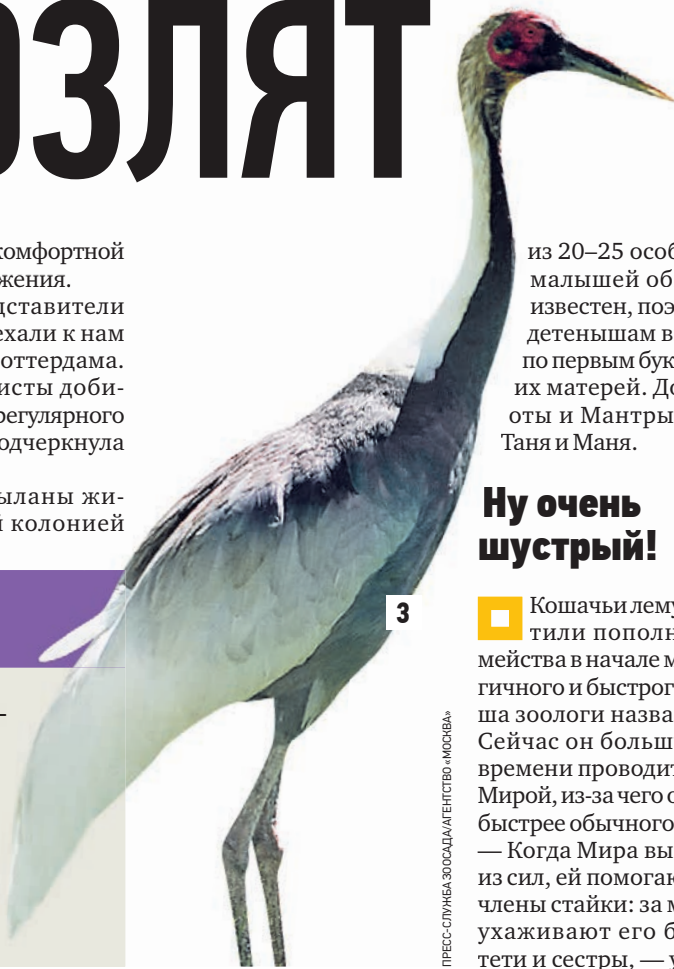 ОЗЛЯТ
комфортной
жения.
дставители
ехали к нам
оттердама.
исты доби-
регулярного
одчеркнула
ыланы жи-
й колонией
3
ПРЕСС-СЛУЖБА ЗООСАДА/АГЕНТСТВО «МОСКВА»
из 20–25 особ
малышей об
известен, поэ
детенышам в
по первым бук
их матерей. До
оты и Мантры
Таня и Маня.
Ну очень
шустрый!
Кошачьи лему
тили пополн
мейства в начале м
гичного и быстрог
ша зоологи назва
Сейчас он больш
времени проводит
Мирой, из-за чего о
быстрее обычного
— Когда Мира вы
из сил, ей помогаю
члены стайки: за м
ухаживают его б
тети и сестры, — у